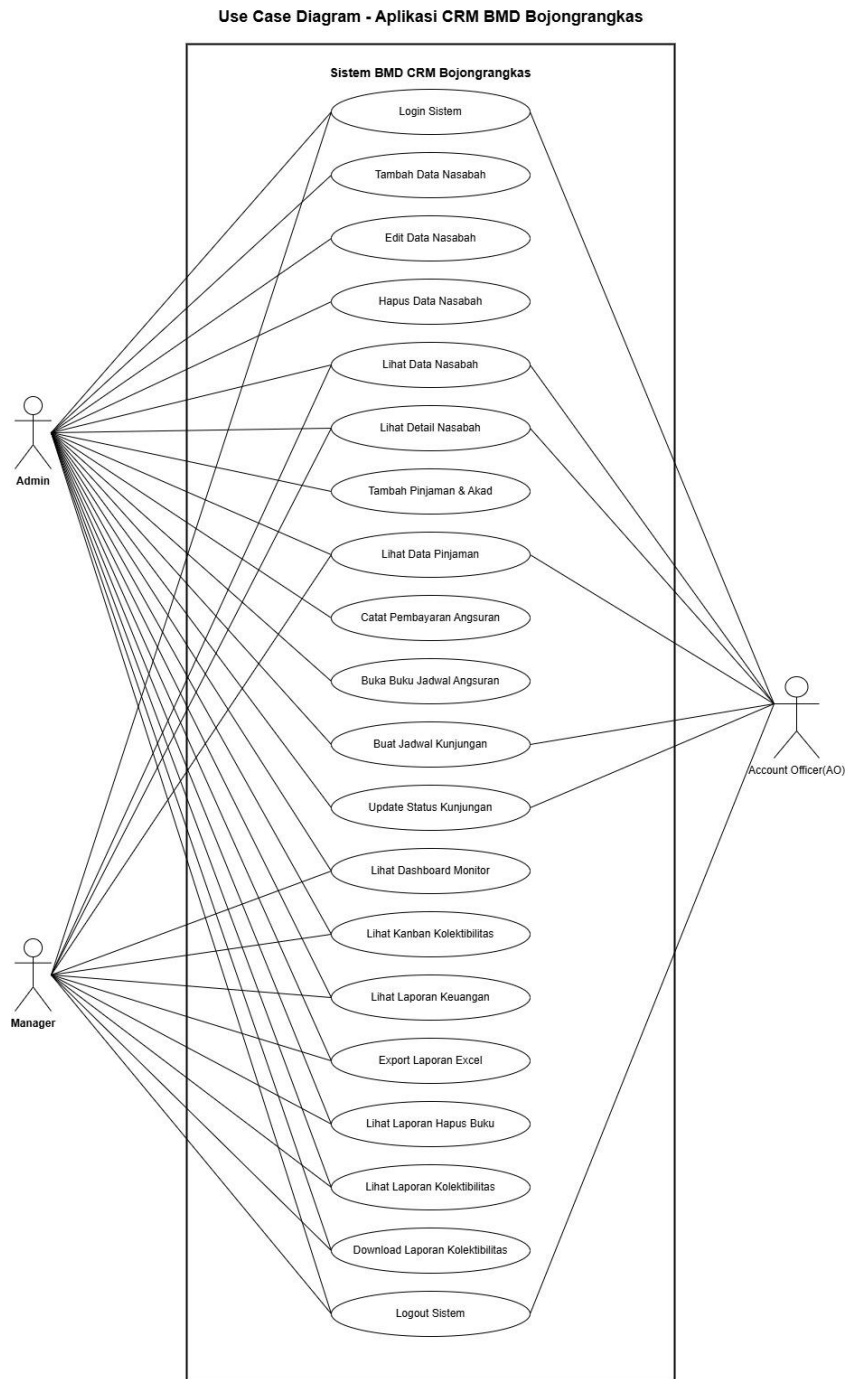 Use Case Diagram - Aplikasi CRM BMD Bojongrangkas
Sistem BMD CRM Bojongrangkas
Login Sistem
Tambah Data Nasabah
Edit Data Nasabah
Hapus Data Nasabah
Lihat Data Nasabah
Lihat Detail Nasabah
Admin
Tambah Pinjaman & Akad
Lihat Data Pinjaman
Catat Pembayaran Angsuran
Buka Buku Jadwal Angsuran
Buat Jadwal Kunjungan
Account Officer(AO)
Update Status Kunjungan
Lihat Dashboard Monitor
Lihat Kanban Kolektibilitas
Lihat Laporan Keuangan
Manager
Export Laporan Excel
Lihat Laporan Hapus Buku
Lihat Laporan Kolektibilitas
Download Laporan Kolektibilitas
Logout Sistem